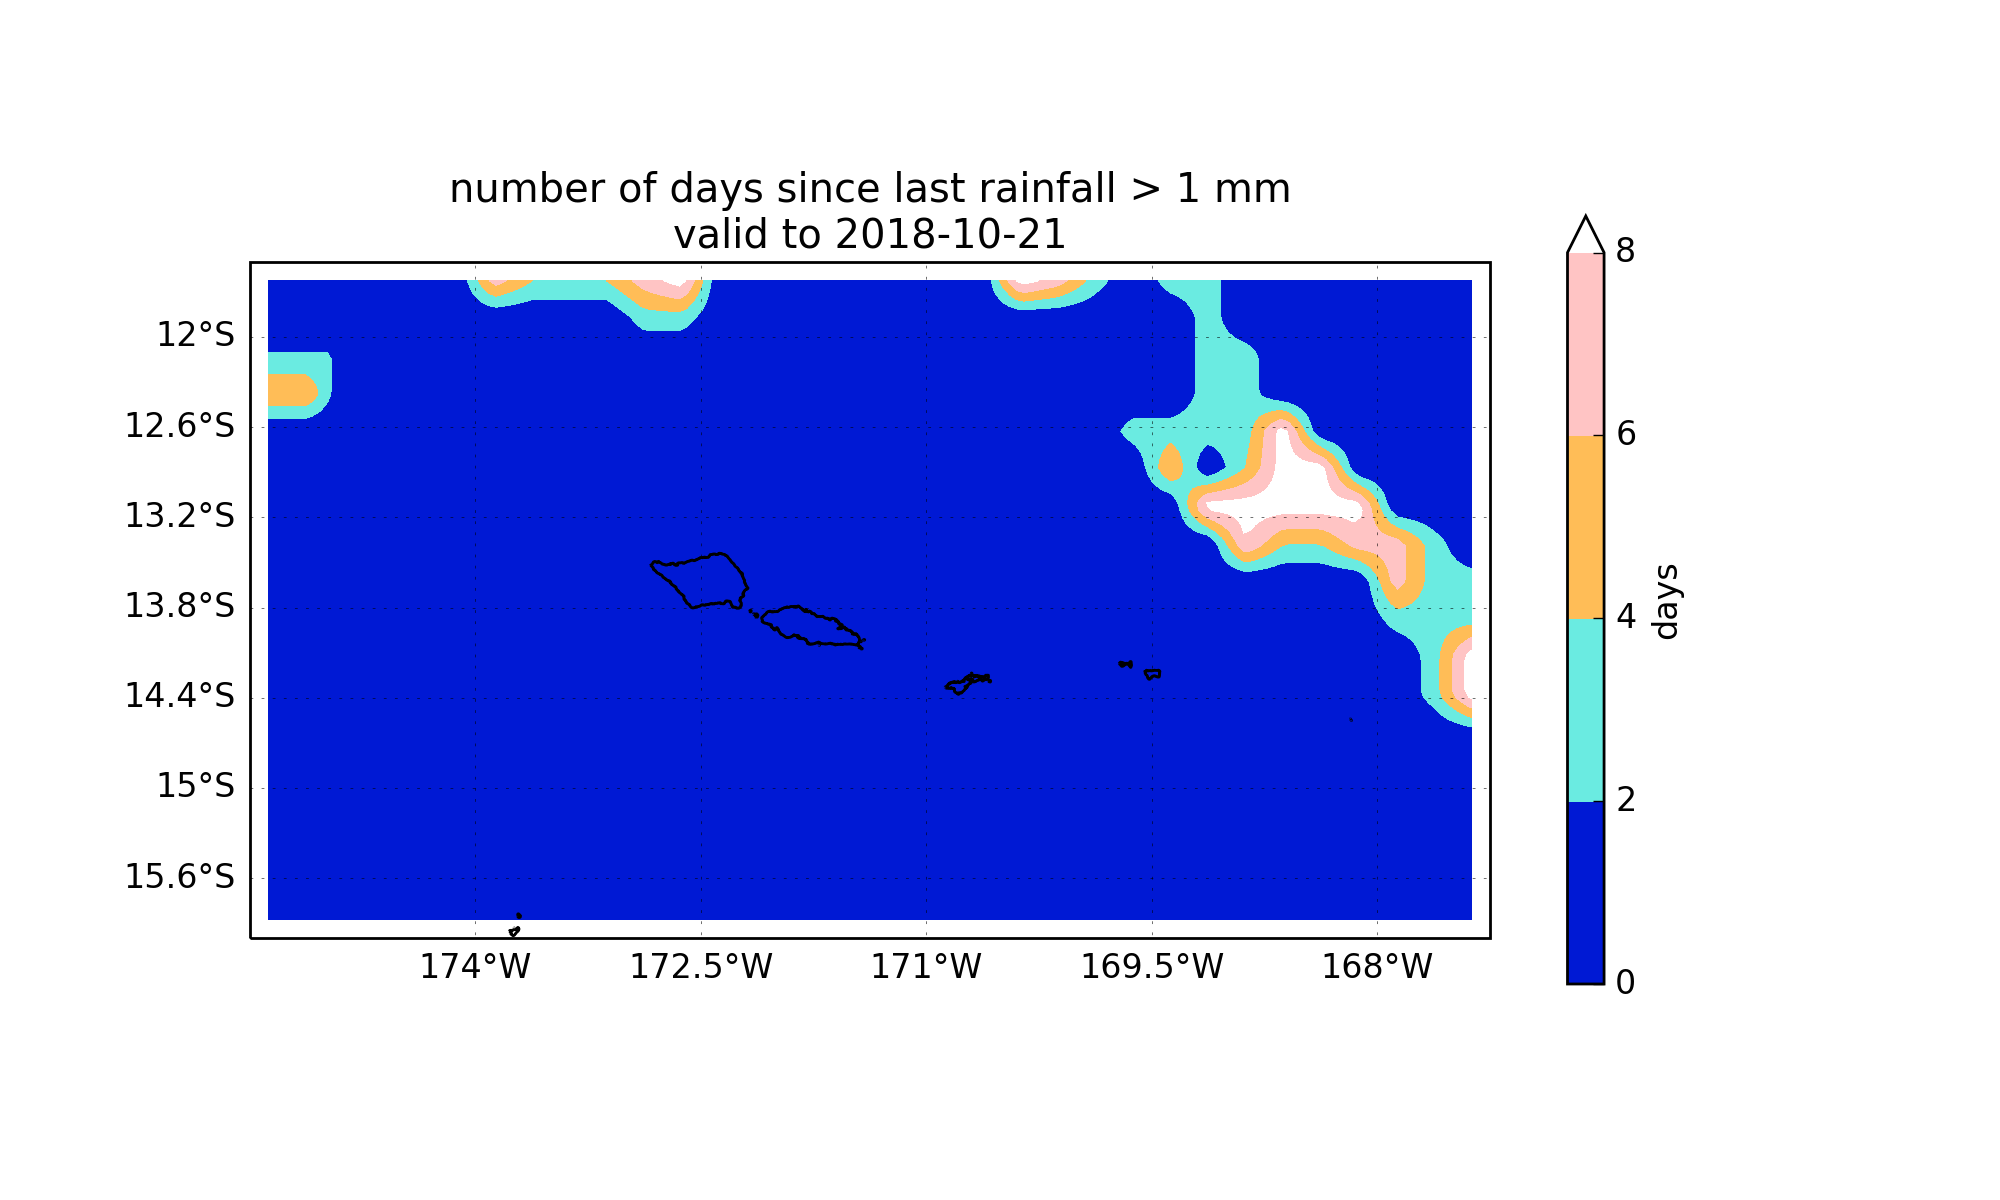 number of days since last rainfall > 1 mm
valid to 2018-10-21
12°S
12.6°S
13.2°S
13.8°S
14.4°S
15°S
15.6°S
174°W
172.5°W
171°W
169.5°W
168°W
8
6
4
2
0
days